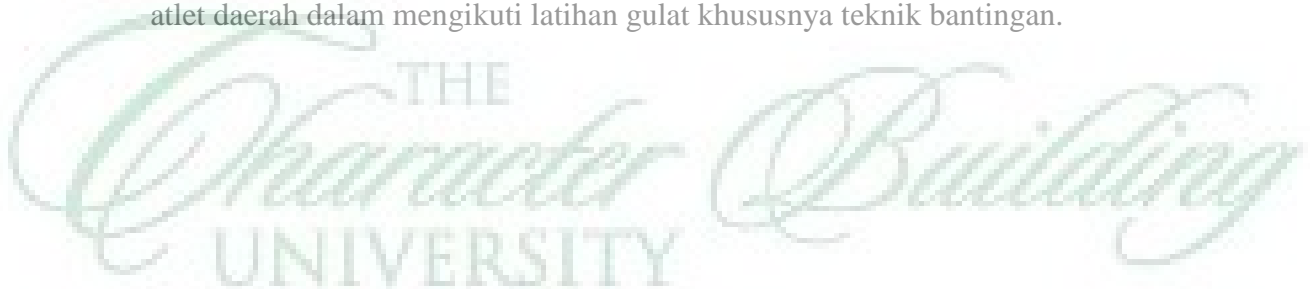 atlet daerah dalam mengikuti latihan gulat khususnya teknik bantingan.
THE
Character Building
UNIVERSITY